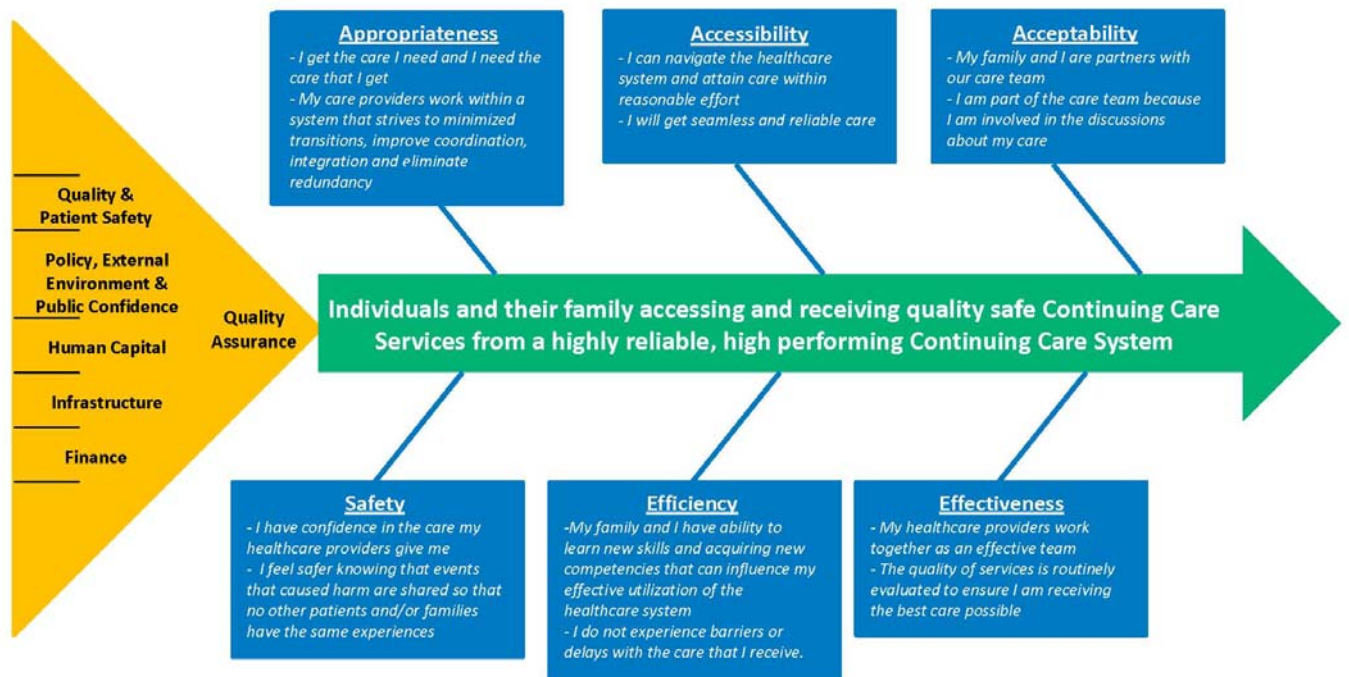 Appropriateness
- I get the care I need and I need the
care that I get
- My care providers work within a
system that strives to minimized
transitions, improve coordination,
integration and eliminate
redundancy
Accessibility
- I can navigate the healthcare
system and attain care within
reasonable effort
- I will get seamless and reliable care
Acceptability
- My family and I are partners with
our care team
- I am part of the care team because
I am involved in the discussions
about my care
Quality &
Patient Safety
Policy, External
Environment &
Public Confidence
Human Capital
Infrastructure
Finance
Quality
Assurance
Individuals and their family accessing and receiving quality safe Continuing Care
Services from a highly reliable, high performing Continuing Care System
Safety
- I have confidence in the care my
healthcare providers give me
- I feel safer knowing that events
that caused harm are shared so that
no other patients and/or families
have the same experiences
Efficiency
-My family and I have ability to
learn new skills and acquiring new
competencies that can influence my
effective utilization of the
healthcare system
- I do not experience barriers or
delays with the care that I receive.
Effectiveness
- My healthcare providers work
together as an effective team
- The quality of services is routinely
evaluated to ensure I am receiving
the best care possible